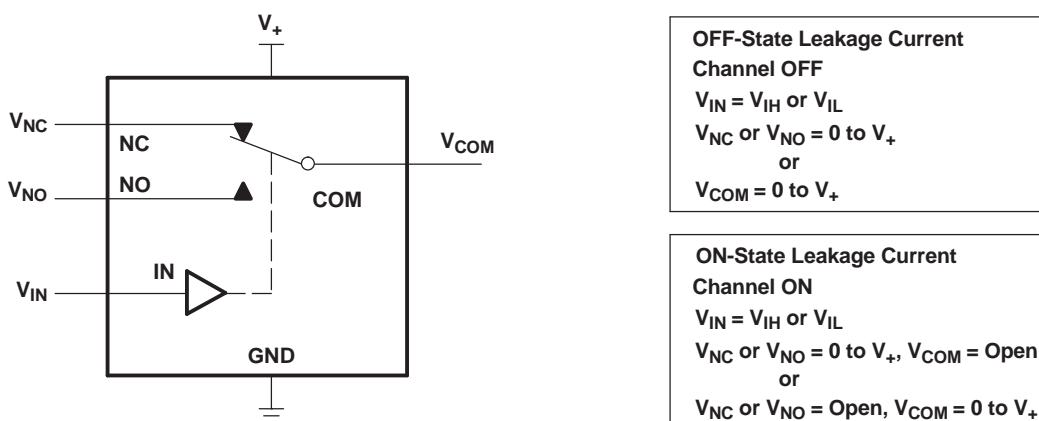 V+
VNC
NC
VCOM
VNO
NO
COM
IN
VIN
GND
OFF-State Leakage Current
Channel OFF
VIN = VIH or VIL
VNC or VNO = 0 to V+
or
VCOM = 0 to V+
ON-State Leakage Current
Channel ON
VIN = VIH or VIL
VNC or VNO = 0 to V+, VCOM = Open
or
VNC or VNO = Open, VCOM = 0 to V+